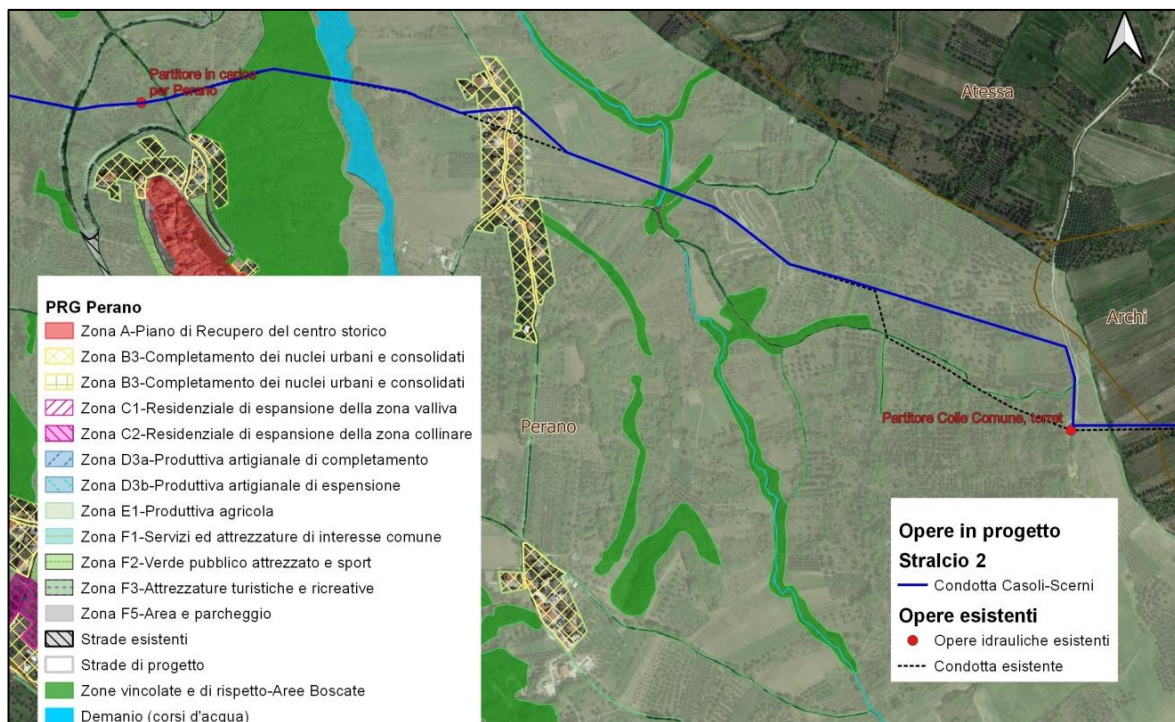 Partitore in carico
per Perano
Atessa
Archi
Perano
Partitore Colle Comune, torret
PRG Perano
Zona A-Piano di Recupero del centro storico
Zona B3-Completamento dei nuclei urbani e consolidati
Zona B3-Completamento dei nuclei urbani e consolidati
Zona C1-Residenziale di espansione della zona valliva
Zona C2-Residenziale di espansione della zona collinare
Zona D3a-Produttiva artigianale di completamento
Zona D3b-Produttiva artigianale di espensione
Zona E1-Produttiva agricola
Zona F1-Servizi ed attrezzature di interesse comune
Zona F2-Verde pubblico attrezzato e sport
Zona F3-Attrezzature turistiche e ricreative
Zona F5-Area e parcheggio
Strade esistenti
Strade di progetto
Zone vincolate e di rispetto-Aree Boscate
Demanio (corsi d'acqua)
Opere in progetto
Stralcio 2
Condotta Casoli-Scerni
Opere esistenti
Opere idrauliche esistenti
Condotta esistente